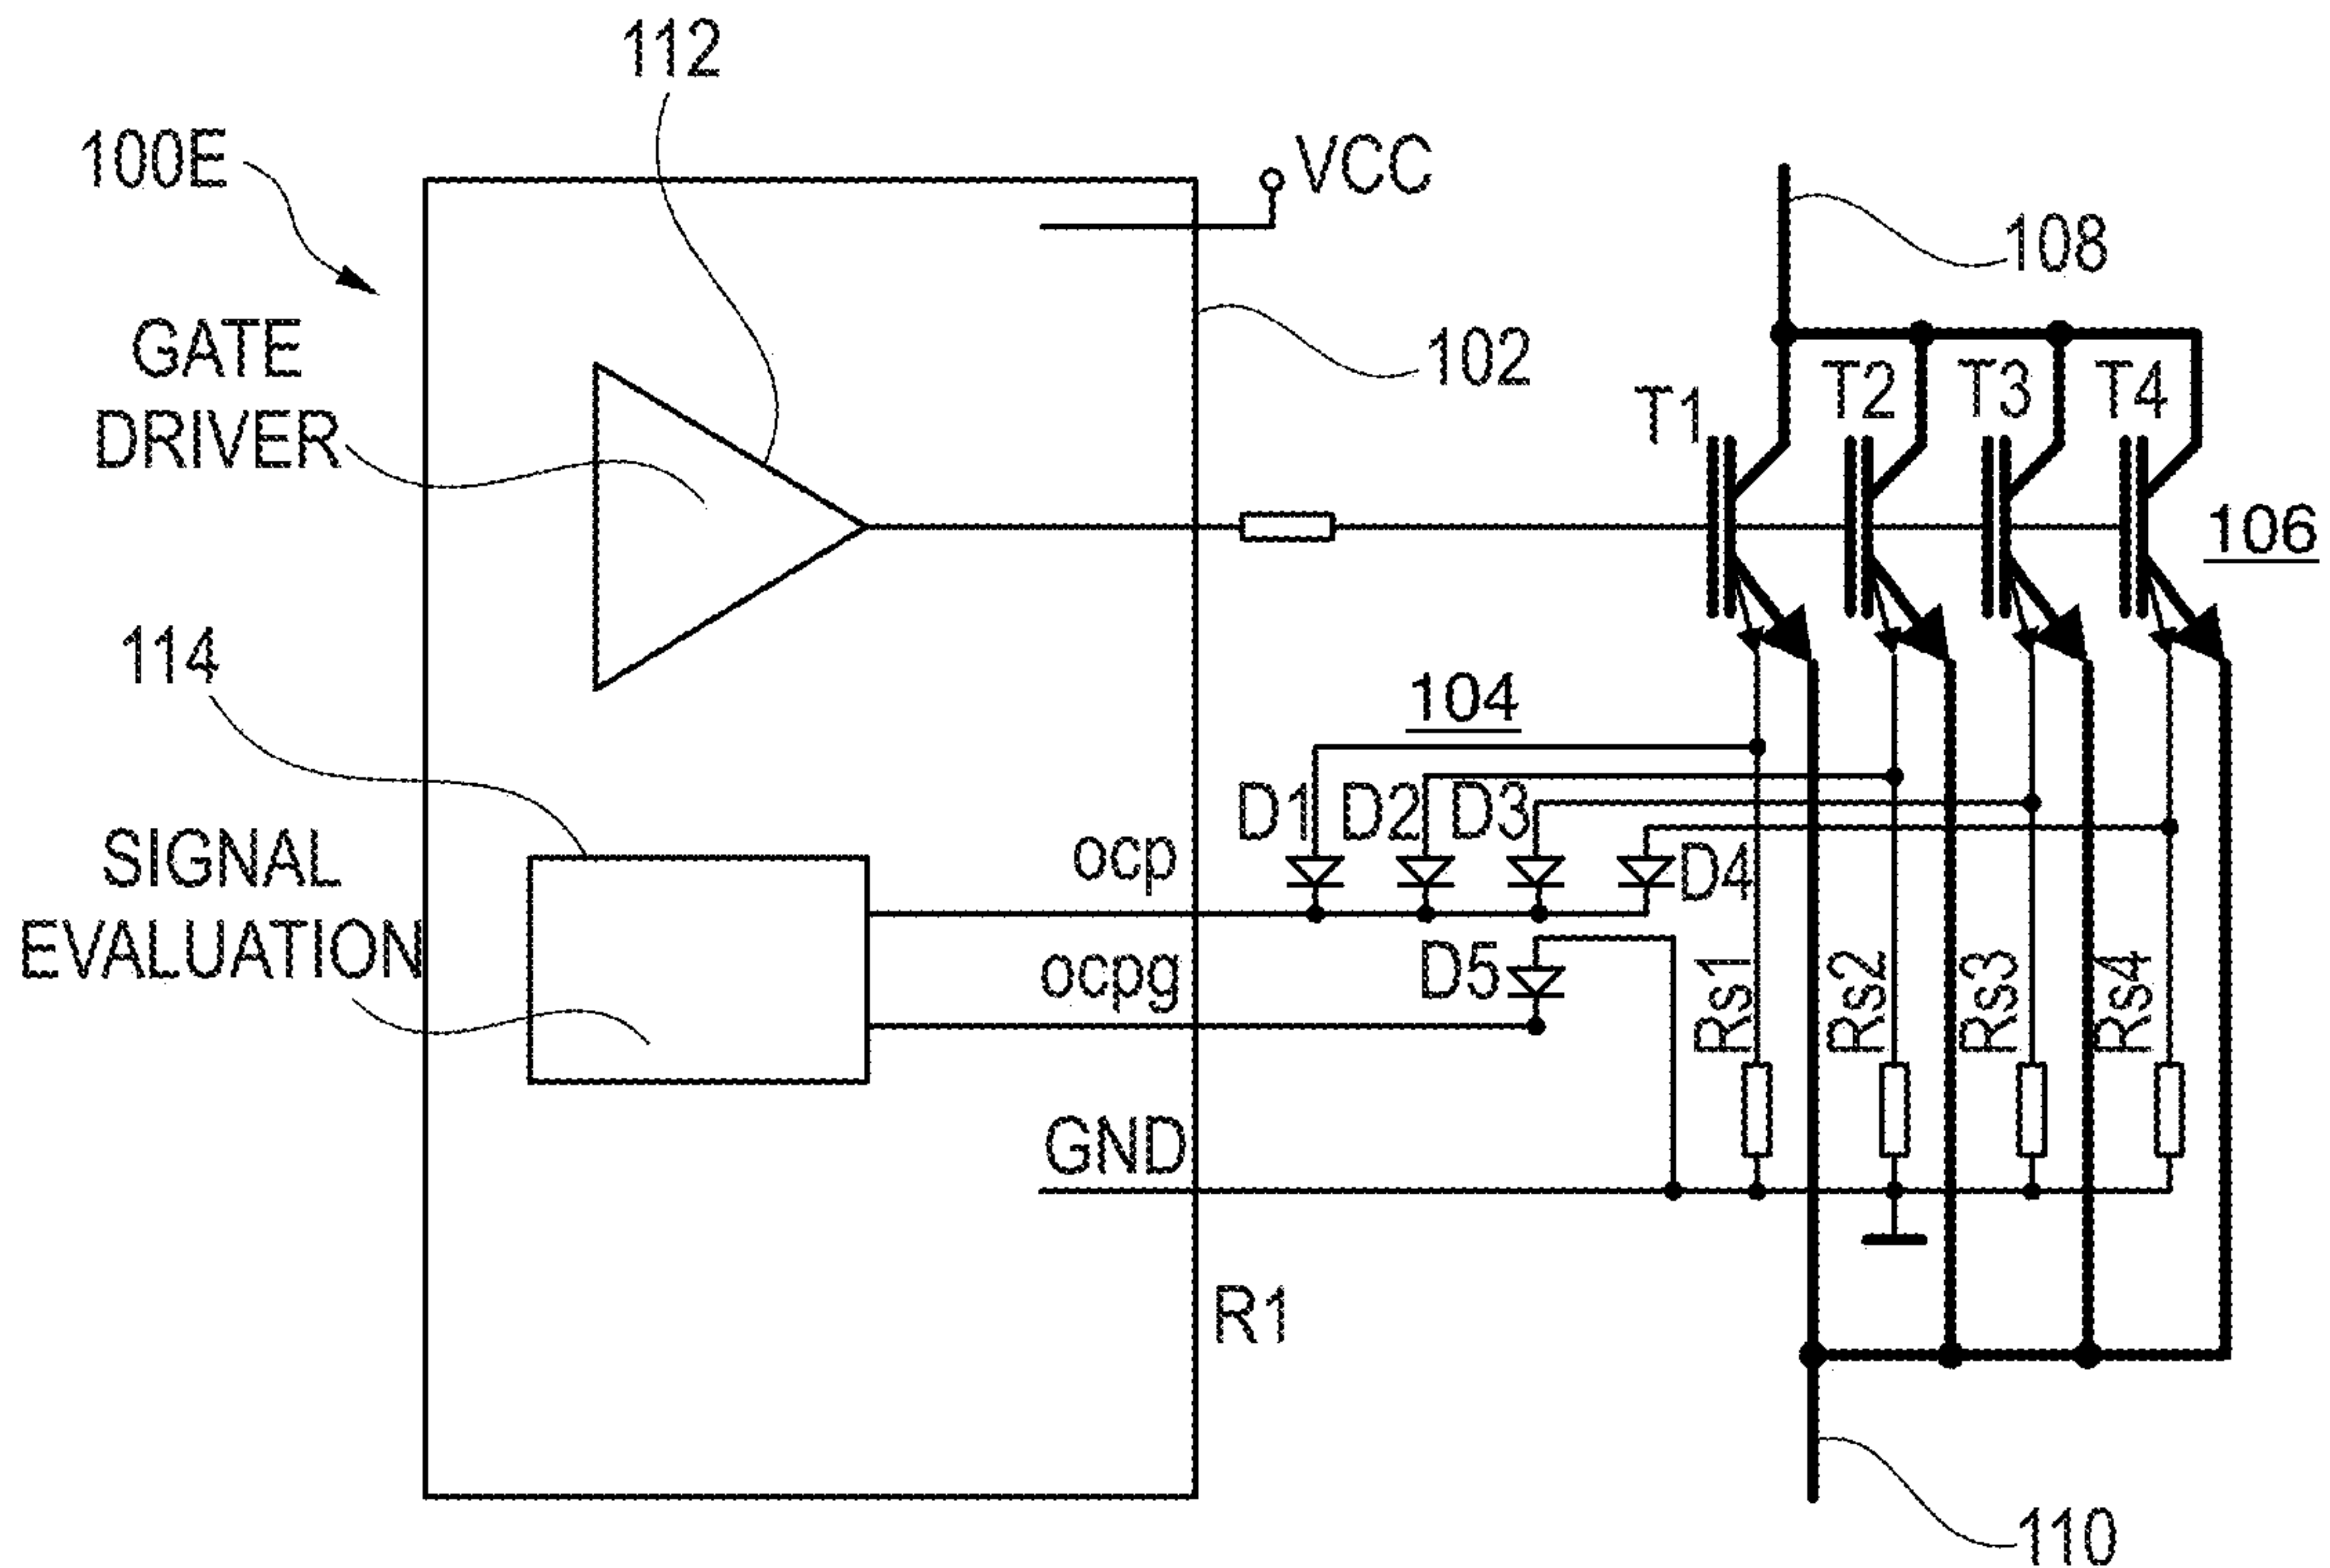 112
100E
VCC
108
102
GATE
DRIVER
T1
T2
T3
T4
106
114
104
D1
D2
D3
D4
SIGNAL
EVALUATION
ocp
ocpg
D5
Rs1
Rs2
Rs3
Rs4
GND
R1
110